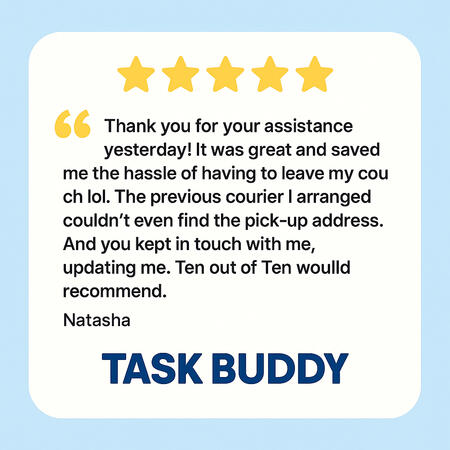 “ Thank you for your assistance
yesterday! It was great and saved
me the hassle of having to leave my cou
ch lol. The previous courier I arranged
couldn’t even find the pick-up address.
And you kept in touch with me,
updating me. Ten out of Ten woulld
recommend.
Natasha
TASK BUDDY